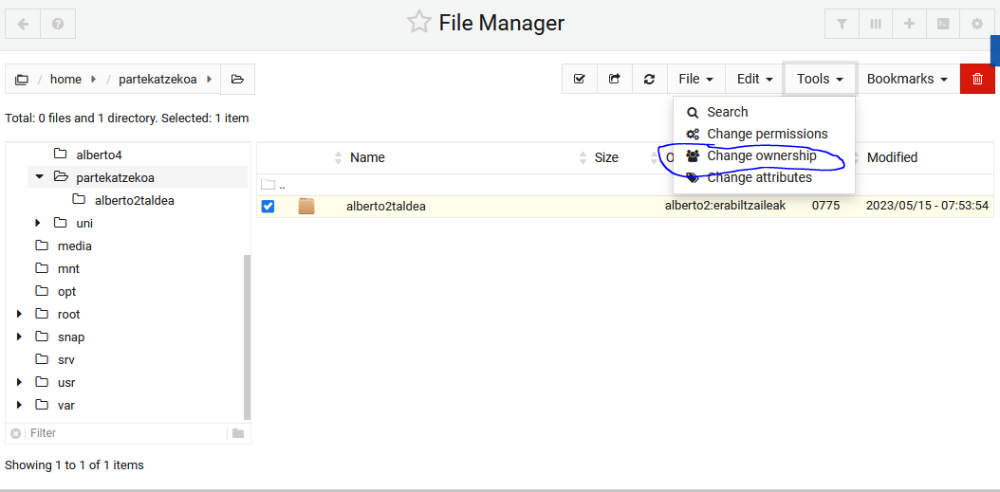 File Manager
/ home partekatzekoa
File Edit Tools Bookmarks
Total: 0 files and 1 directory. Selected: 1 item
Search
Change permissions
Change ownership
Change attributes
alberto4
partekatzekoa
alberto2taldea
uni
media
mnt
opt
root
snap
srv
usr
var
Filter
Name Size O Modified
..
alberto2taldea alberto2:erabiltzaileak 0775 2023/05/15 - 07:53:54
Showing 1 to 1 of 1 items